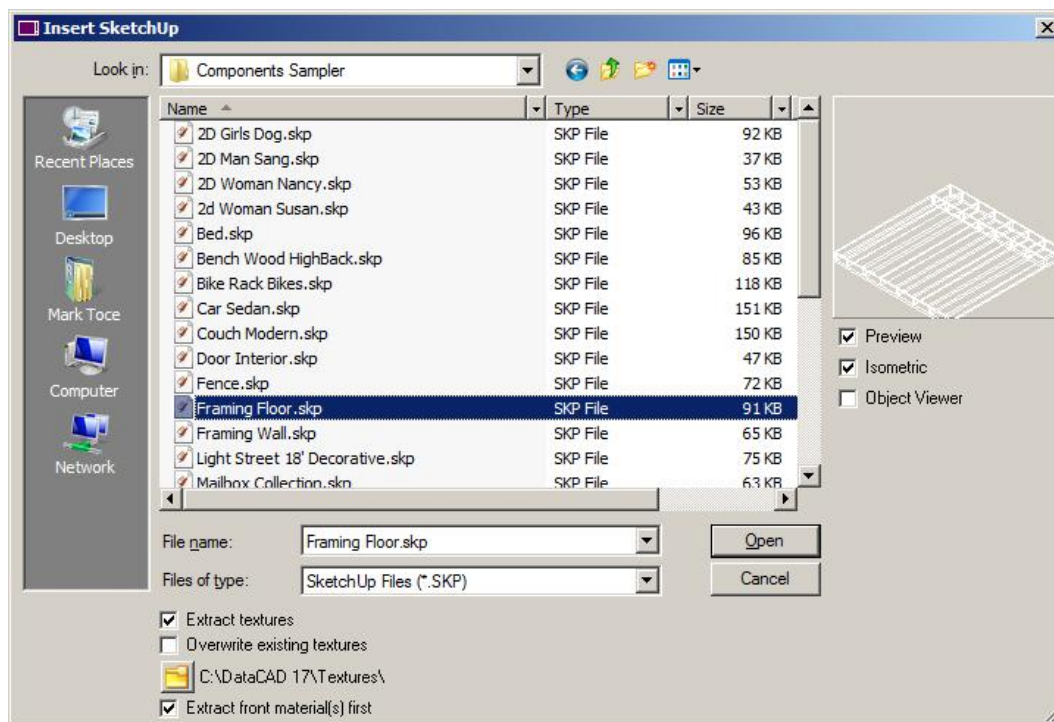 Insert SketchUp
Look in: Components Sampler
Name Type Size
2D Girls Dog.skp SKP File 92 KB
2D Man Sang.skp SKP File 37 KB
2D Woman Nancy.skp SKP File 53 KB
2d Woman Susan.skp SKP File 43 KB
Bed.skp SKP File 96 KB
Bench Wood HighBack.skp SKP File 85 KB
Bike Rack Bikes.skp SKP File 118 KB
Car Sedan.skp SKP File 151 KB
Couch Modern.skp SKP File 150 KB
Door Interior.skp SKP File 47 KB
Fence.skp SKP File 72 KB
Framing Floor.skp SKP File 91 KB
Framing Wall.skp SKP File 65 KB
Light Street 18' Decorative.skp SKP File 75 KB
Mailbox Collection.skp SKP File 63 KB
Recent Places
Desktop
Mark Toce
Computer
Network
Preview
Isometric
Object Viewer
File name: Framing Floor.skp Open
Files of type: SketchUp Files (*.SKP) Cancel
Extract textures
Overwrite existing textures
C:\DataCAD 17\Textures\
Extract front material(s) first